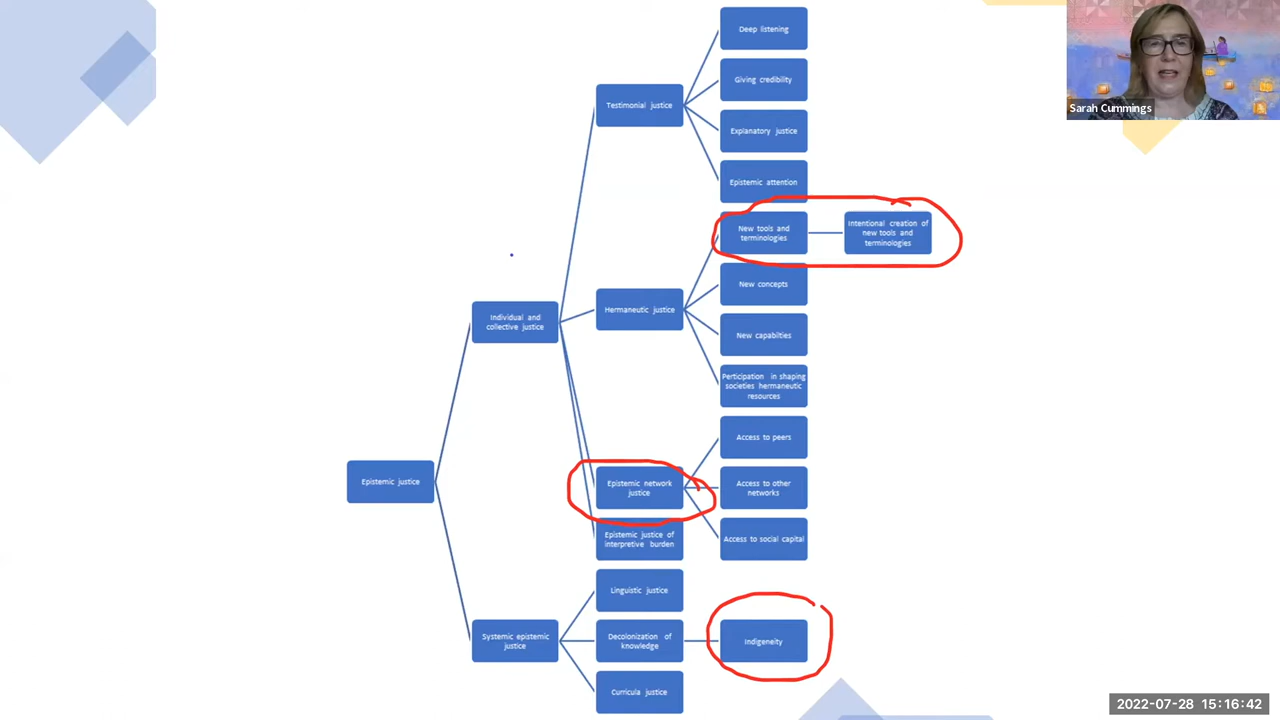 Deep listening
Giving credibility
Testimonial justice
Explanatory justice
Epistemic attention
Sarah Cummings
New tools and
terminologies
Intentional creation of
new tools and
terminologies
New concepts
Individual and
collective justice
Hermaneutic justice
New capabilties
Perticipation in shaping
societies hermaneutic
resources
Access to peers
Epistemic justice
Epistemic network
justice
Access to other
networks
Epistemic justice of
interpretive burden
Access to social capital
Linguistic justice
Systemic epistemic
justice
Decolonization of
knowledge
Indigeneity
Curricula justice
2022-07-28 15:16:42